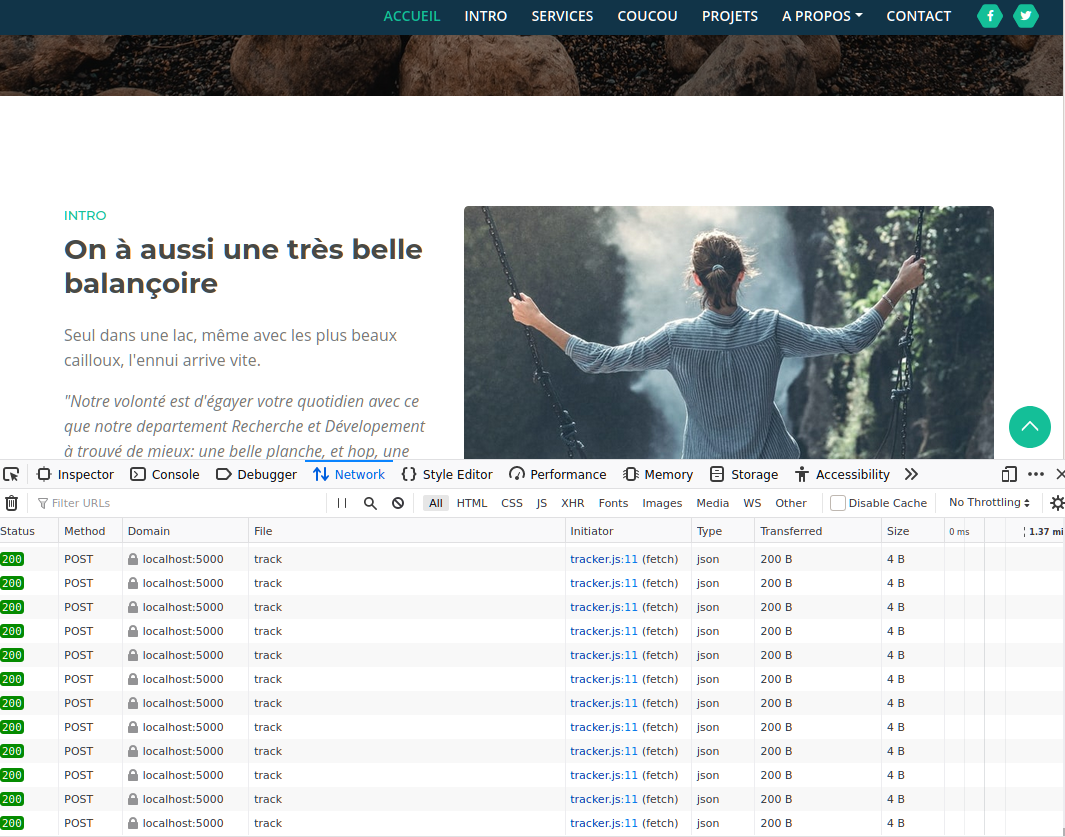 ACCUEIL INTRO SERVICES COUCOU PROJETS A PROPOS CONTACT
INTRO
On à aussi une très belle
balançoire
Seul dans une lac, même avec les plus beaux
cailloux, l'ennui arrive vite.
"Notre volonté est d'égayer votre quotidien avec ce
que notre departement Recherche et Dévelopement
à trouvé de mieux: une belle planche, et hop, une
Inspector Console Debugger Network Style Editor Performance Memory Storage Accessibility
Filter URLs All HTML CSS JS XHR Fonts Images Media WS Other Disable Cache No Throttling
Status Method Domain File Initiator Type Transferred Size 0 ms 1.37 mi
200 POST localhost:5000 track tracker.js:11 (fetch) json 200 B 4 B
200 POST localhost:5000 track tracker.js:11 (fetch) json 200 B 4 B
200 POST localhost:5000 track tracker.js:11 (fetch) json 200 B 4 B
200 POST localhost:5000 track tracker.js:11 (fetch) json 200 B 4 B
200 POST localhost:5000 track tracker.js:11 (fetch) json 200 B 4 B
200 POST localhost:5000 track tracker.js:11 (fetch) json 200 B 4 B
200 POST localhost:5000 track tracker.js:11 (fetch) json 200 B 4 B
200 POST localhost:5000 track tracker.js:11 (fetch) json 200 B 4 B
200 POST localhost:5000 track tracker.js:11 (fetch) json 200 B 4 B
200 POST localhost:5000 track tracker.js:11 (fetch) json 200 B 4 B
200 POST localhost:5000 track tracker.js:11 (fetch) json 200 B 4 B
200 POST localhost:5000 track tracker.js:11 (fetch) json 200 B 4 B